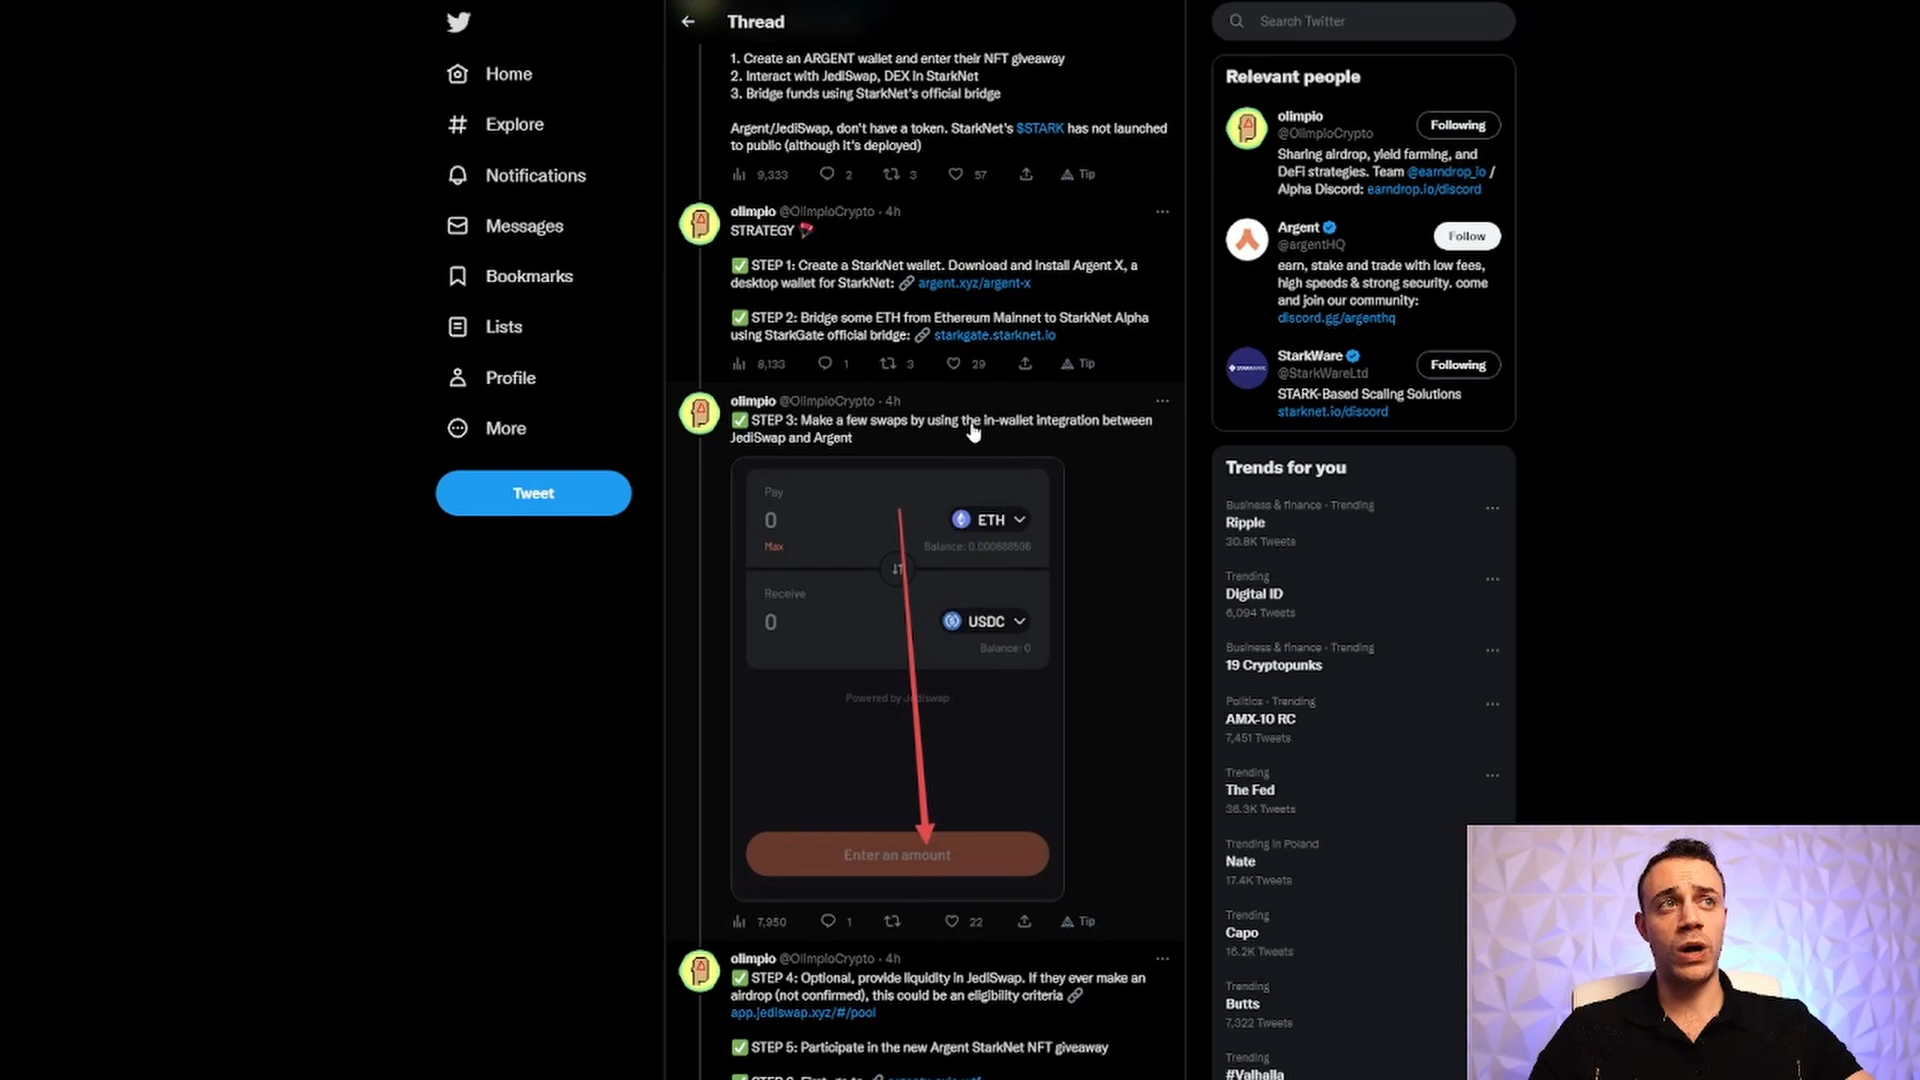 Home
Explore
Notifications
Messages
Bookmarks
Lists
Profile
More
Tweet
Thread
1. Create an ARGENT wallet and enter their NFT giveaway
2. Interact with JediSwap, DEX in StarkNet
3. Bridge funds using StarkNet's official bridge
Argent/JediSwap, don't have a token. StarkNet's $STARK has not launched
to public (although it's deployed)
9,333 2 3 57 Tip
olimpio @OlimpioCrypto · 4h
STRATEGY
STEP 1: Create a StarkNet wallet. Download and install Argent X, a
desktop wallet for StarkNet: argent.xyz/argent-x
STEP 2: Bridge some ETH from Ethereum Mainnet to StarkNet Alpha
using StarkGate official bridge: starkgate.starknet.io
8,133 1 3 29 Tip
olimpio @OlimpioCrypto · 4h
STEP 3: Make a few swaps by using the in-wallet integration between
JediSwap and Argent
Pay
0 ETH
Max Balance: 0.000688596
Receive
0 USDC
Balance: 0
Powered by Jediswap
Enter an amount
7,950 1 22 Tip
olimpio @OlimpioCrypto · 4h
STEP 4: Optional, provide liquidity in JediSwap. If they ever make an
airdrop (not confirmed), this could be an eligibility criteria
app.jediswap.xyz/#/pool
STEP 5: Participate in the new Argent StarkNet NFT giveaway
Search Twitter
Relevant people
olimpio
@OlimpioCrypto
Following
Sharing airdrop, yield farming, and
DeFi strategies. Team @earndrop_io /
Alpha Discord: earndrop.io/discord
Argent
@argentHQ
Follow
earn, stake and trade with low fees,
high speeds & strong security. come
and join our community:
discord.gg/argenthq
StarkWare
@StarkWareLtd
Following
STARK-Based Scaling Solutions
starknet.io/discord
Trends for you
Business & finance · Trending
Ripple
30.8K Tweets
Trending
Digital ID
6,094 Tweets
Business & finance · Trending
19 Cryptopunks
Politics · Trending
AMX-10 RC
7,451 Tweets
Trending
The Fed
36.3K Tweets
Trending in Poland
Nate
17.4K Tweets
Trending
Capo
16.2K Tweets
Trending
Butts
7,322 Tweets
Trending
#Valhalla